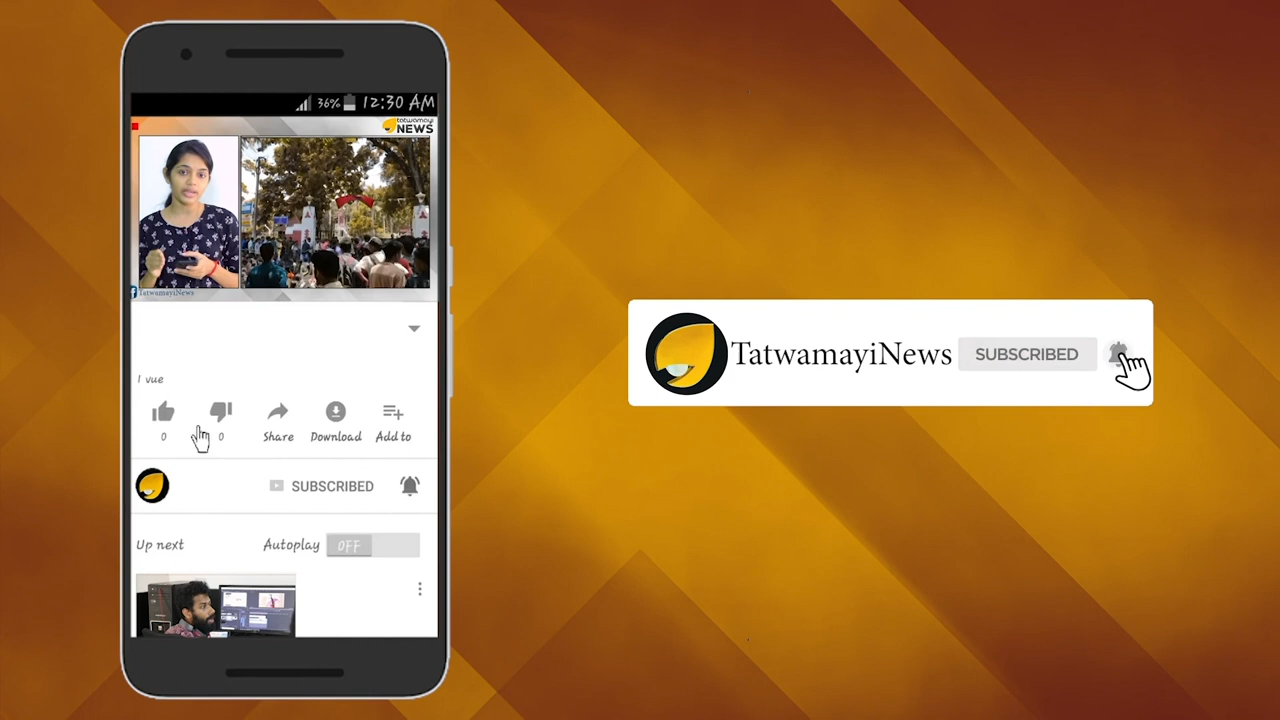 36% 12:30 AM
tatwamayi
NEWS
TatwamayiNews
1 vue
0 0 Share Download Add to
SUBSCRIBED
Up next Autoplay OFF
TatwamayiNews SUBSCRIBED